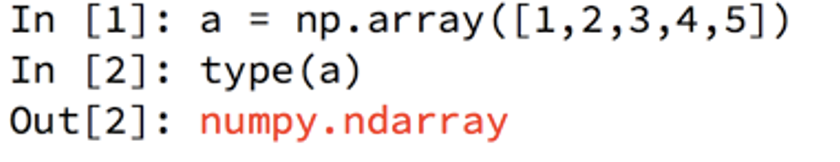 In [1]: a = np.array([1,2,3,4,5])
In [2]: type(a)
Out[2]: numpy.ndarray